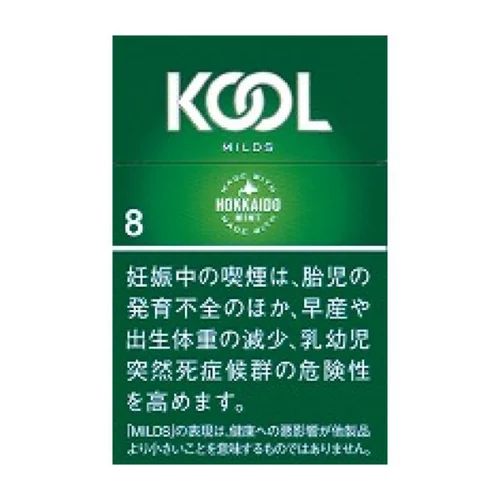 KOOL
MILDS
MADE WITH
HOKKAIDO
MINT
MADE WITH
8
妊娠中の喫煙は、胎児の
発育不全のほか、早産や
出生体重の減少、乳幼児
突然死症候群の危険性
を高めます。
「MILDS」の表現は、健康への悪影響が他製品
より小さいことを意味するものではありません。